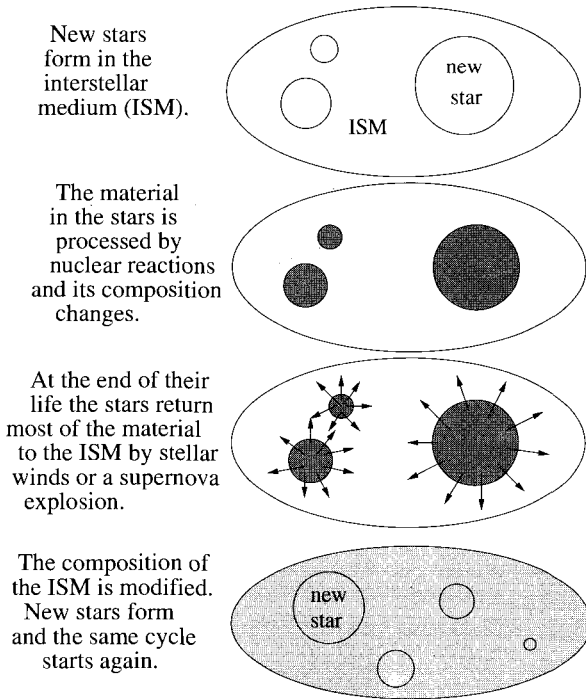 New stars
form in the
interstellar
medium (ISM).
new
star
ISM
The material
in the stars is
processed by
nuclear reactions
and its composition
changes.
At the end of their
life the stars return
most of the material
to the ISM by stellar
winds or a supernova
explosion.
The composition of
the ISM is modified.
New stars form
and the same cycle
starts again.
new
star